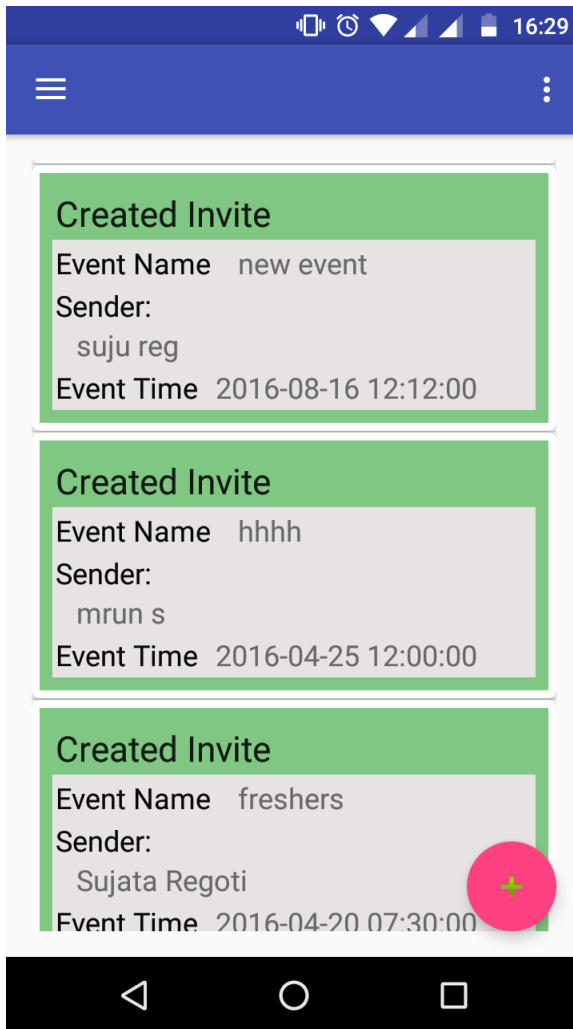 16:29
Created Invite
Event Name new event
Sender:
suju reg
Event Time 2016-08-16 12:12:00
Created Invite
Event Name hhhh
Sender:
mrun s
Event Time 2016-04-25 12:00:00
Created Invite
Event Name freshers
Sender:
Sujata Regoti
Event Time 2016-04-20 07:30:00